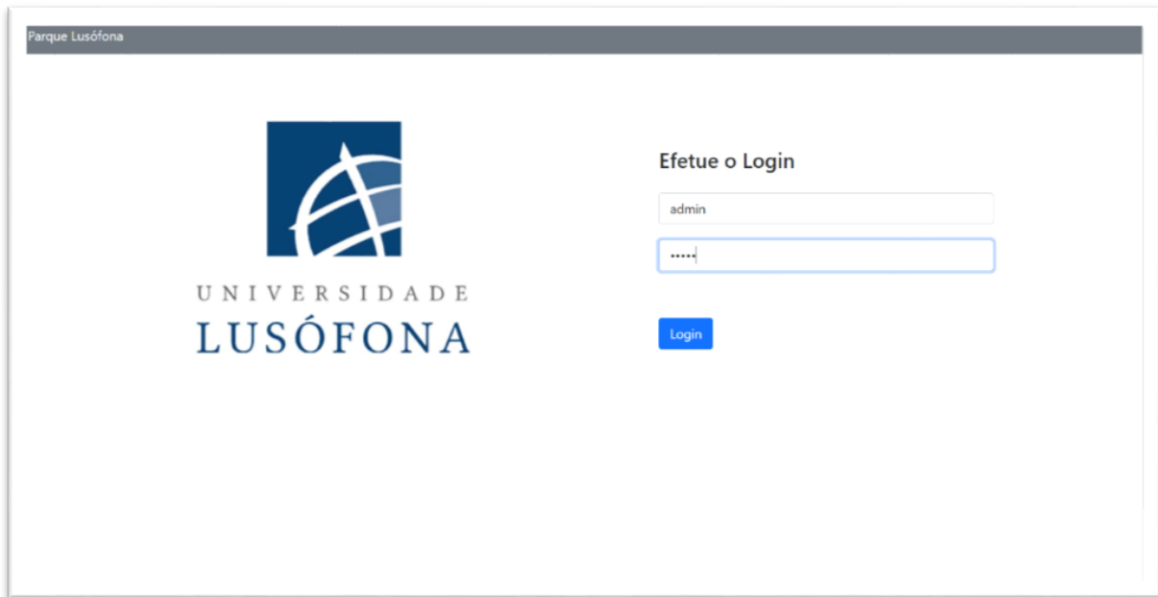 Parque Lusófona
UNIVERSIDADE
LUSÓFONA
Efetue o Login
admin
•••••
Login